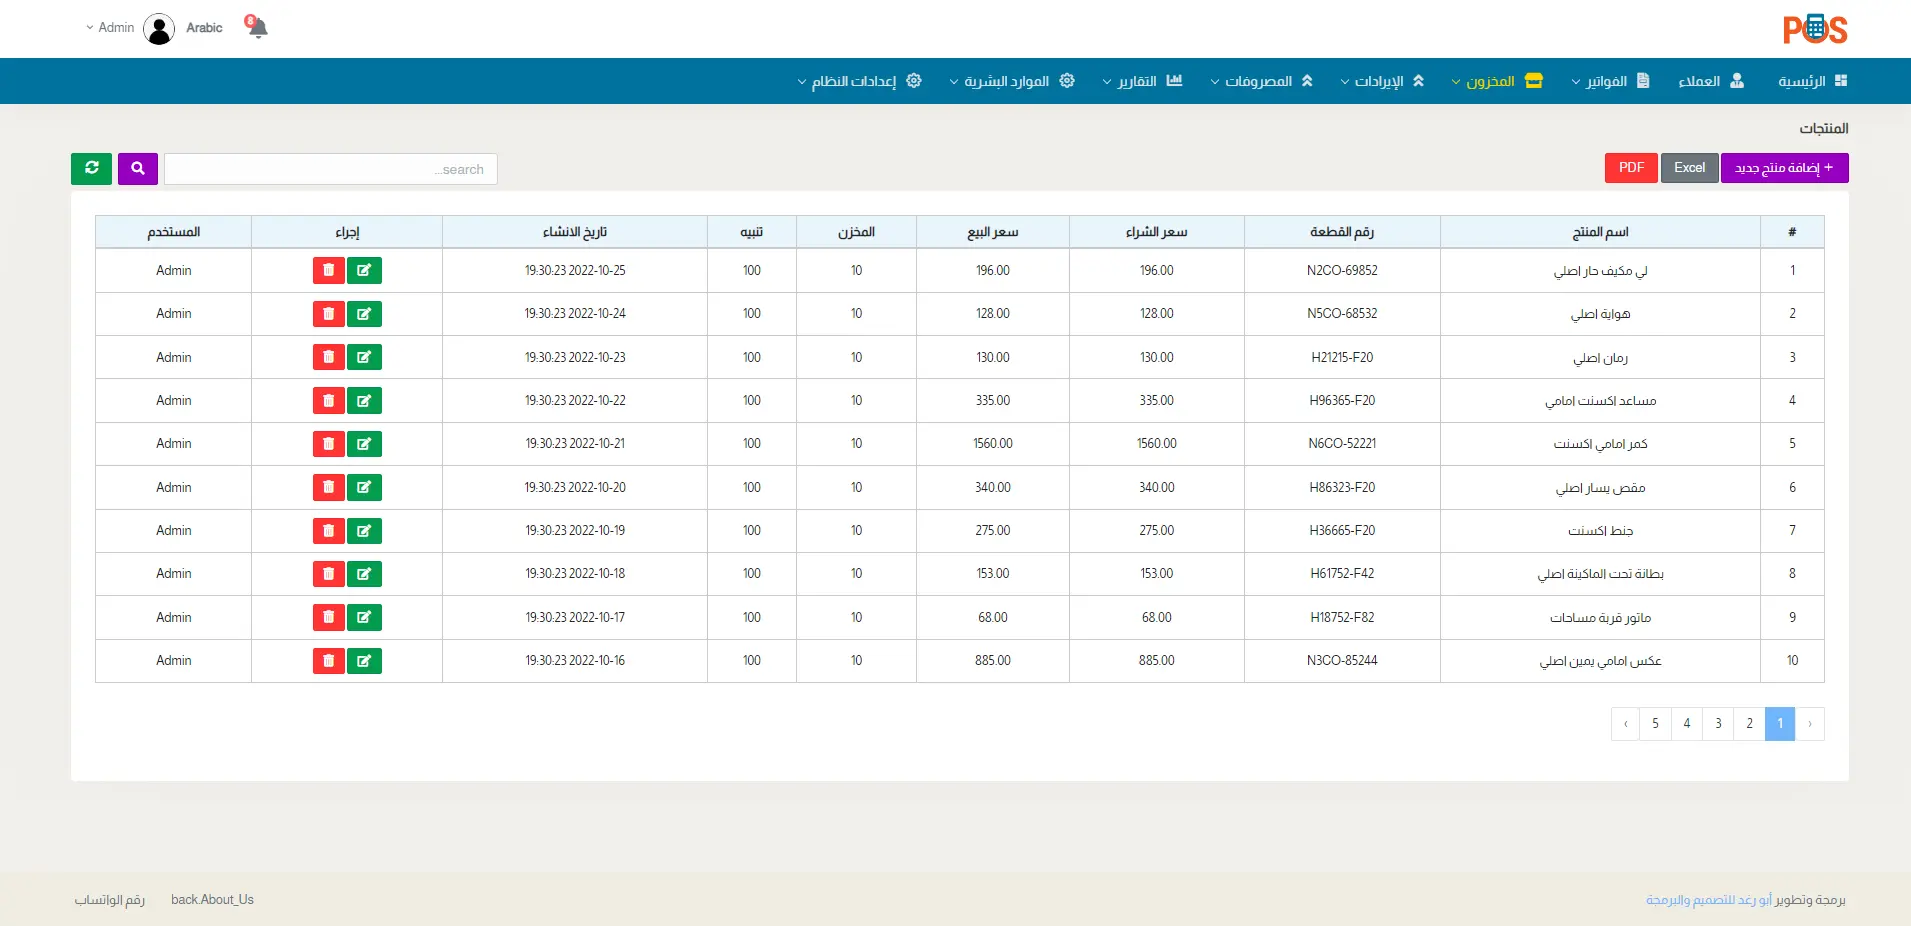 POS
8 Arabic Admin
الرئيسية العملاء الفواتير المخزون الإيرادات المصروفات التقارير الموارد البشرية إعدادات النظام
المنتجات
+ إضافة منتج جديد Excel PDF search...
# اسم المنتج رقم القطعة سعر الشراء سعر البيع المخزن تنبيه تاريخ الانشاء إجراء المستخدم
1 لي مكيف حار اصلي N2CO-69852 196.00 196.00 10 100 2022-10-25 19:30:23 Admin
2 هواية اصلي N5CO-68532 128.00 128.00 10 100 2022-10-24 19:30:23 Admin
3 رمان اصلي H21215-F20 130.00 130.00 10 100 2022-10-23 19:30:23 Admin
4 مساعد اكسنت امامي H96365-F20 335.00 335.00 10 100 2022-10-22 19:30:23 Admin
5 كمر امامي اكسنت N6CO-52221 1560.00 1560.00 10 100 2022-10-21 19:30:23 Admin
6 مقص يسار اصلي H86323-F20 340.00 340.00 10 100 2022-10-20 19:30:23 Admin
7 جنط اكسنت H36665-F20 275.00 275.00 10 100 2022-10-19 19:30:23 Admin
8 بطانة تحت الماكينة اصلي H61752-F42 153.00 153.00 10 100 2022-10-18 19:30:23 Admin
9 ماتور قربة مساحات H18752-F82 68.00 68.00 10 100 2022-10-17 19:30:23 Admin
10 عكس امامي يمين اصلي N3CO-85244 885.00 885.00 10 100 2022-10-16 19:30:23 Admin
‹ 1 2 3 4 5 ›
برمجة وتطوير أبو رغد للتصميم والبرمجة back.About_Us رقم الواتساب